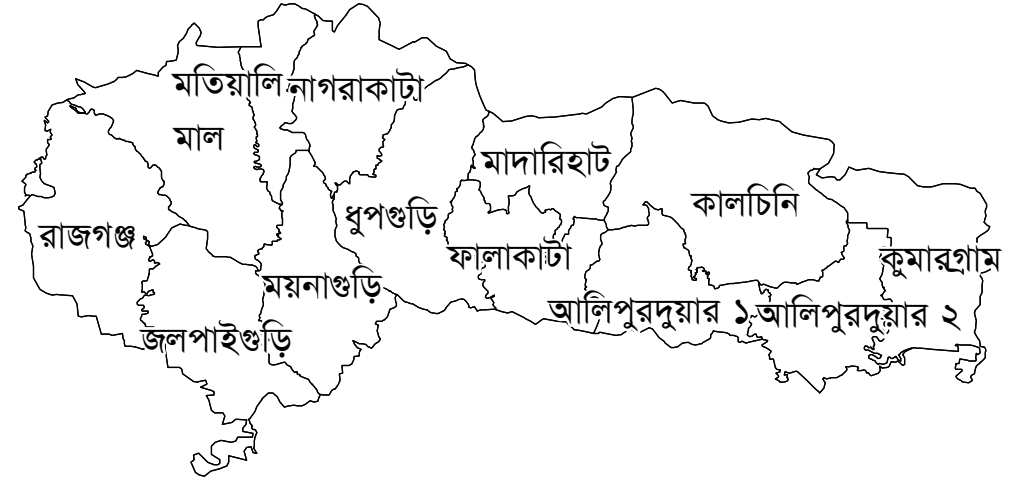 মতিয়ালি
নাগরাকাটা
মাল
মাদারিহাট
কালচিনি
ধুপগুড়ি
রাজগঞ্জ
ফালাকাটা
কুমারগ্রাম
ময়নাগুড়ি
আলিপুরদুয়ার ১
আলিপুরদুয়ার ২
জলপাইগুড়ি